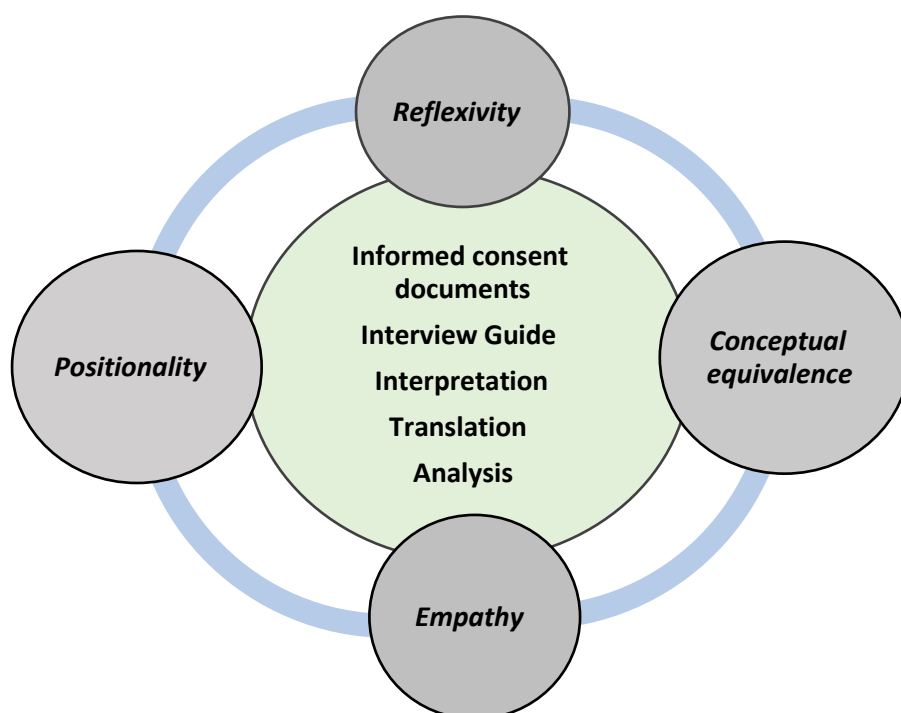 Reflexivity
Informed consent
documents
Interview Guide
Interpretation
Translation
Analysis
Positionality
Conceptual
equivalence
Empathy